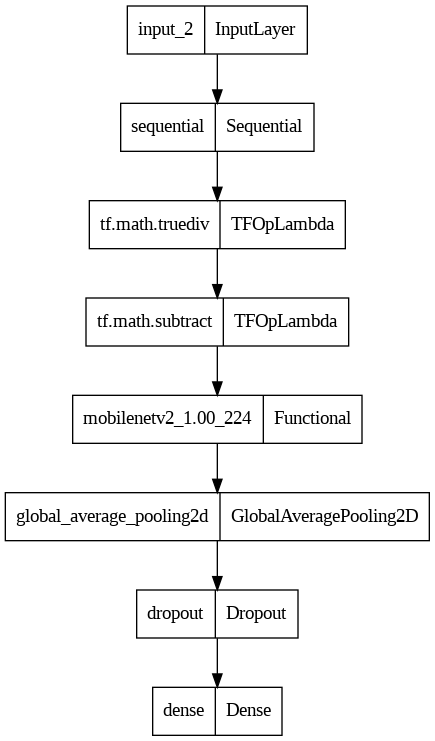 input_2 InputLayer
sequential Sequential
tf.math.truediv TFOpLambda
tf.math.subtract TFOpLambda
mobilenetv2_1.00_224 Functional
global_average_pooling2d GlobalAveragePooling2D
dropout Dropout
dense Dense